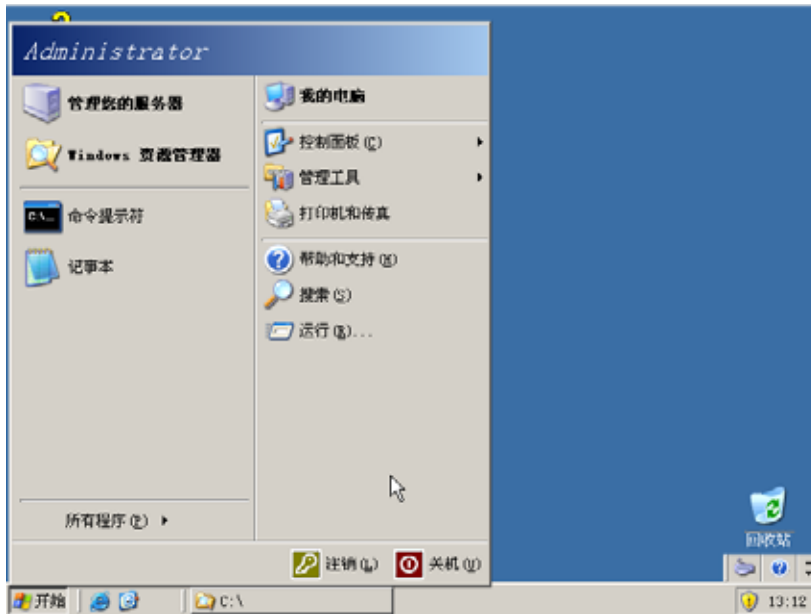 Administrator
管理您的服务器
Windows 资源管理器
命令提示符
记事本
所有程序(P)
我的电脑
控制面板(C)
管理工具
打印机和传真
帮助和支持(H)
搜索(S)
运行(R)...
注销(L)
关机(U)
回收站
开始
C:\
13:12